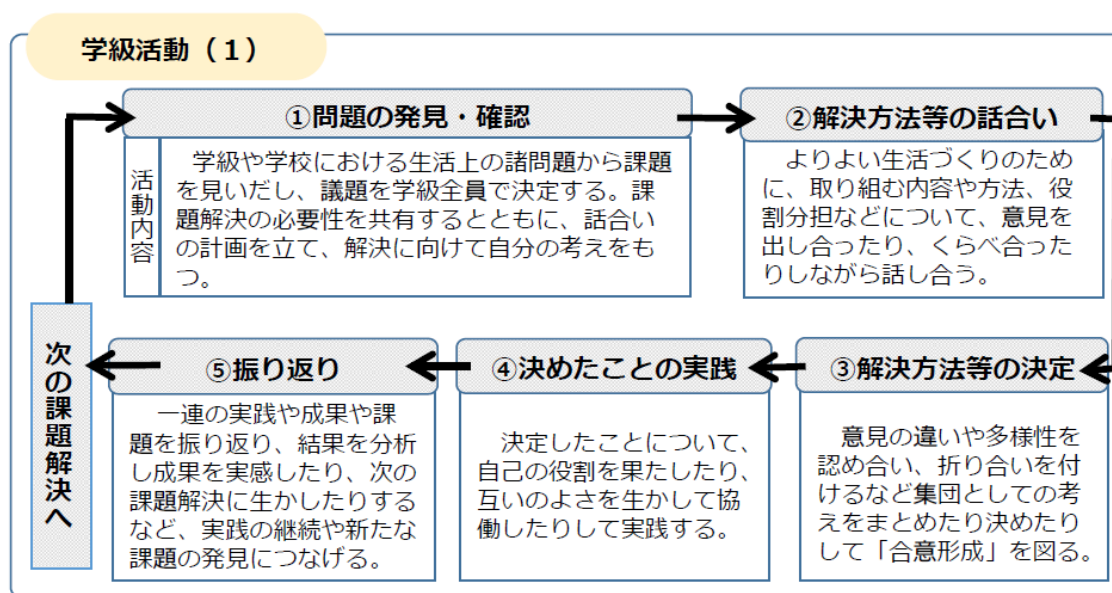 学級活動（１）
①問題の発見・確認
活動内容
学級や学校における生活上の諸問題から課題
を見いだし、議題を学級全員で決定する。課
題解決の必要性を共有するとともに、話合い
の計画を立て、解決に向けて自分の考えをも
つ。
②解決方法等の話合い
よりよい生活づくりのため
に、取り組む内容や方法、役
割分担などについて、意見を
出し合ったり、くらべ合った
りしながら話し合う。
③解決方法等の決定
意見の違いや多様性を
認め合い、折り合いを付
けるなど集団としての考
えをまとめたり決めたり
して「合意形成」を図る。
④決めたことの実践
決定したことについて、
自己の役割を果たしたり、
互いのよさを生かして協
働したりして実践する。
⑤振り返り
一連の実践や成果や課
題を振り返り、結果を分析
し成果を実感したり、次の
課題解決に生かしたりする
など、実践の継続や新たな
課題の発見につなげる。
次の課題解決へ